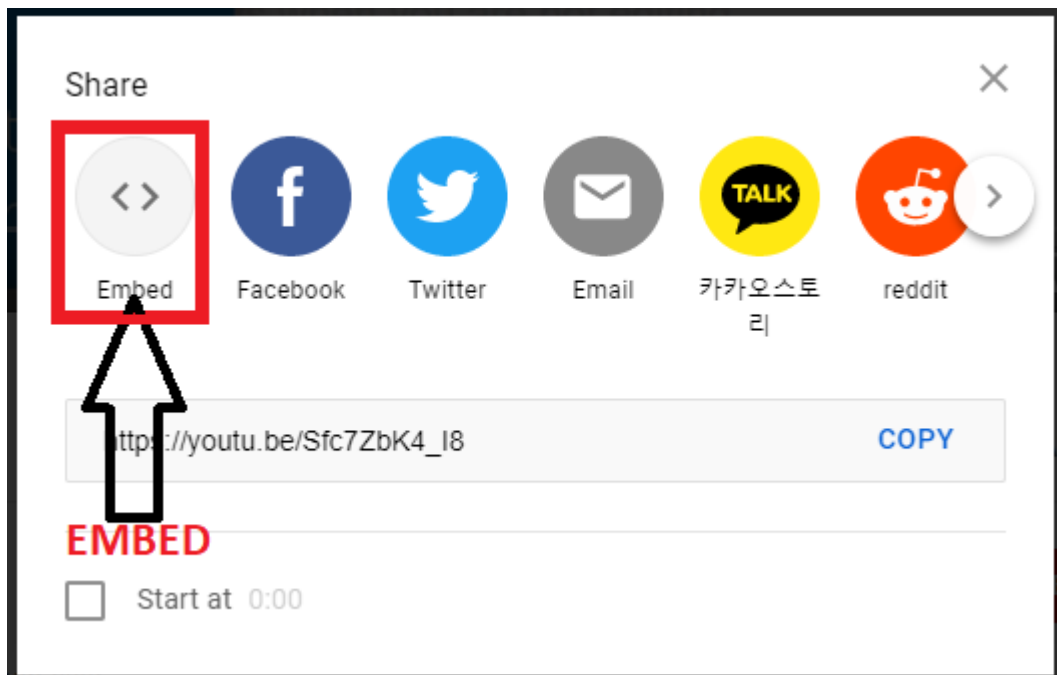 Share
Embed
Facebook
Twitter
Email
TALK
카카오스토
리
reddit
https://youtu.be/Sfc7ZbK4_I8
COPY
EMBED
Start at 0:00